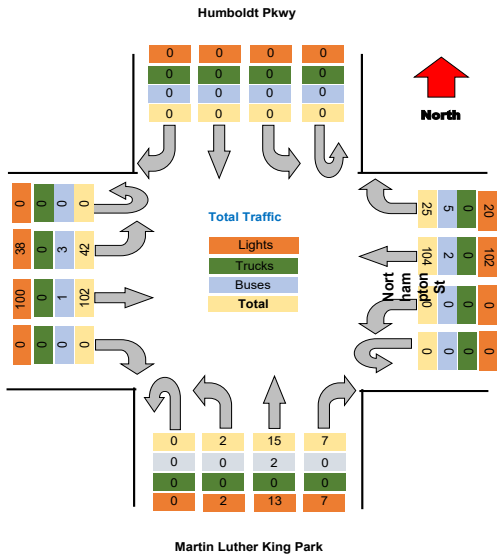 Humboldt Pkwy
0 0 0 0
0 0 0 0
0 0 0 0
0 0 0 0
North
0 0 0 0
38 0 3 42
100 0 1 102
0 0 0 0
Total Traffic
Lights
Trucks
Buses
Total
25 5 0 20
104 2 0 102
0 0 0 0
0 0 0 0
Nort
ham
pton
St
0 2 15 7
0 0 2 0
0 0 0 0
0 2 13 7
Martin Luther King Park